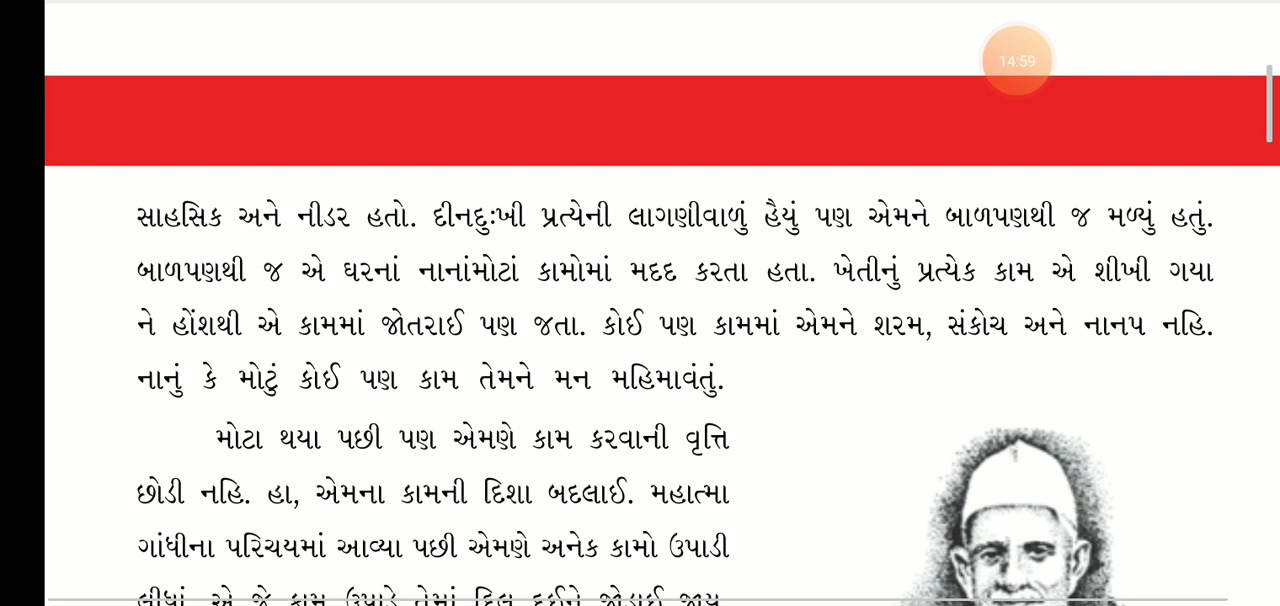 14:59
સાહસિક અને નીડર હતો. દીનદુઃખી પ્રત્યેની લાગણીવાળું હૈયું પણ એમને બાળપણથી જ મળ્યું હતું.
બાળપણથી જ એ ઘરનાં નાનાંમોટાં કામોમાં મદદ કરતા હતા. ખેતીનું પ્રત્યેક કામ એ શીખી ગયા
ને હોંશથી એ કામમાં જોતરાઈ પણ જતા. કોઈ પણ કામમાં એમને શરમ, સંકોચ અને નાનપ નહિ.
નાનું કે મોટું કોઈ પણ કામ તેમને મન મહિમાવંતું.
મોટા થયા પછી પણ એમણે કામ કરવાની વૃત્તિ
છોડી નહિ. હા, એમના કામની દિશા બદલાઈ. મહાત્મા
ગાંધીના પરિચયમાં આવ્યા પછી એમણે અનેક કામો ઉપાડી
લીધાં. એ જે કામ ઉપાડે તેમાં દિલ દઈને જોડાઈ જાય.